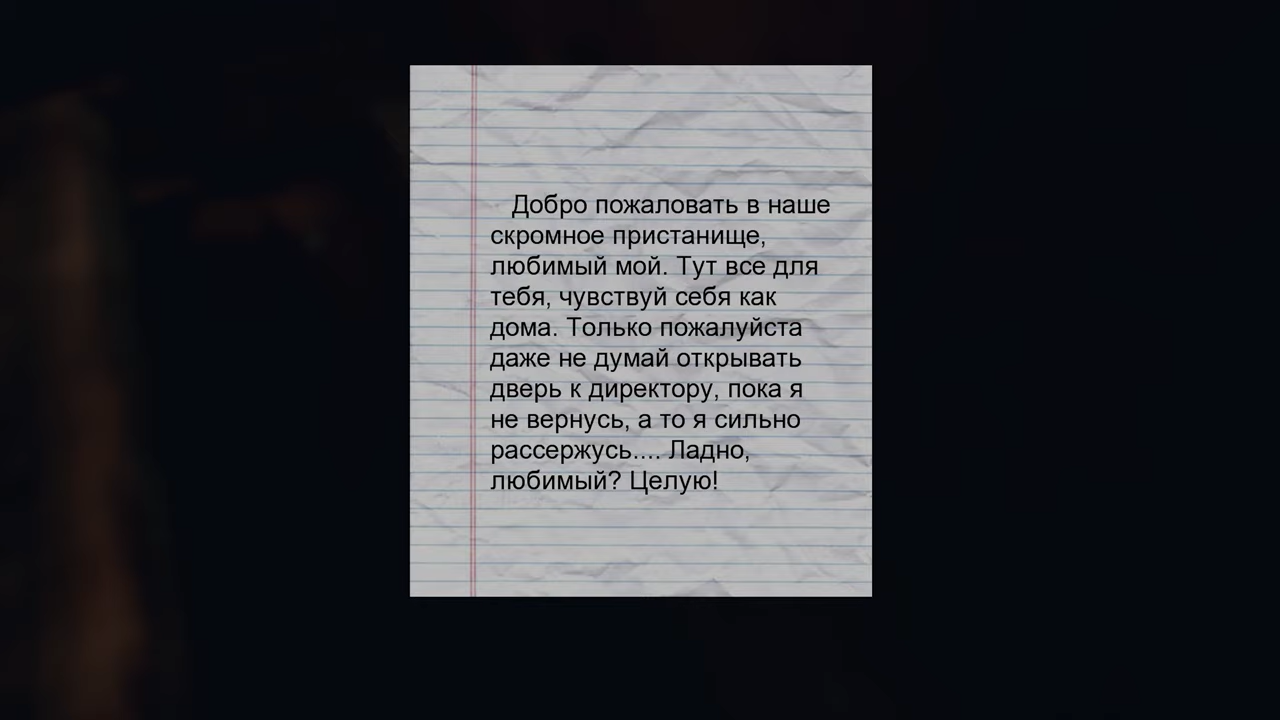 Добро пожаловать в наше
скромное пристанище,
любимый мой. Тут все для
тебя, чувствуй себя как
дома. Только пожалуйста
даже не думай открывать
дверь к директору, пока я
не вернусь, а то я сильно
рассержусь.... Ладно,
любимый? Целую!